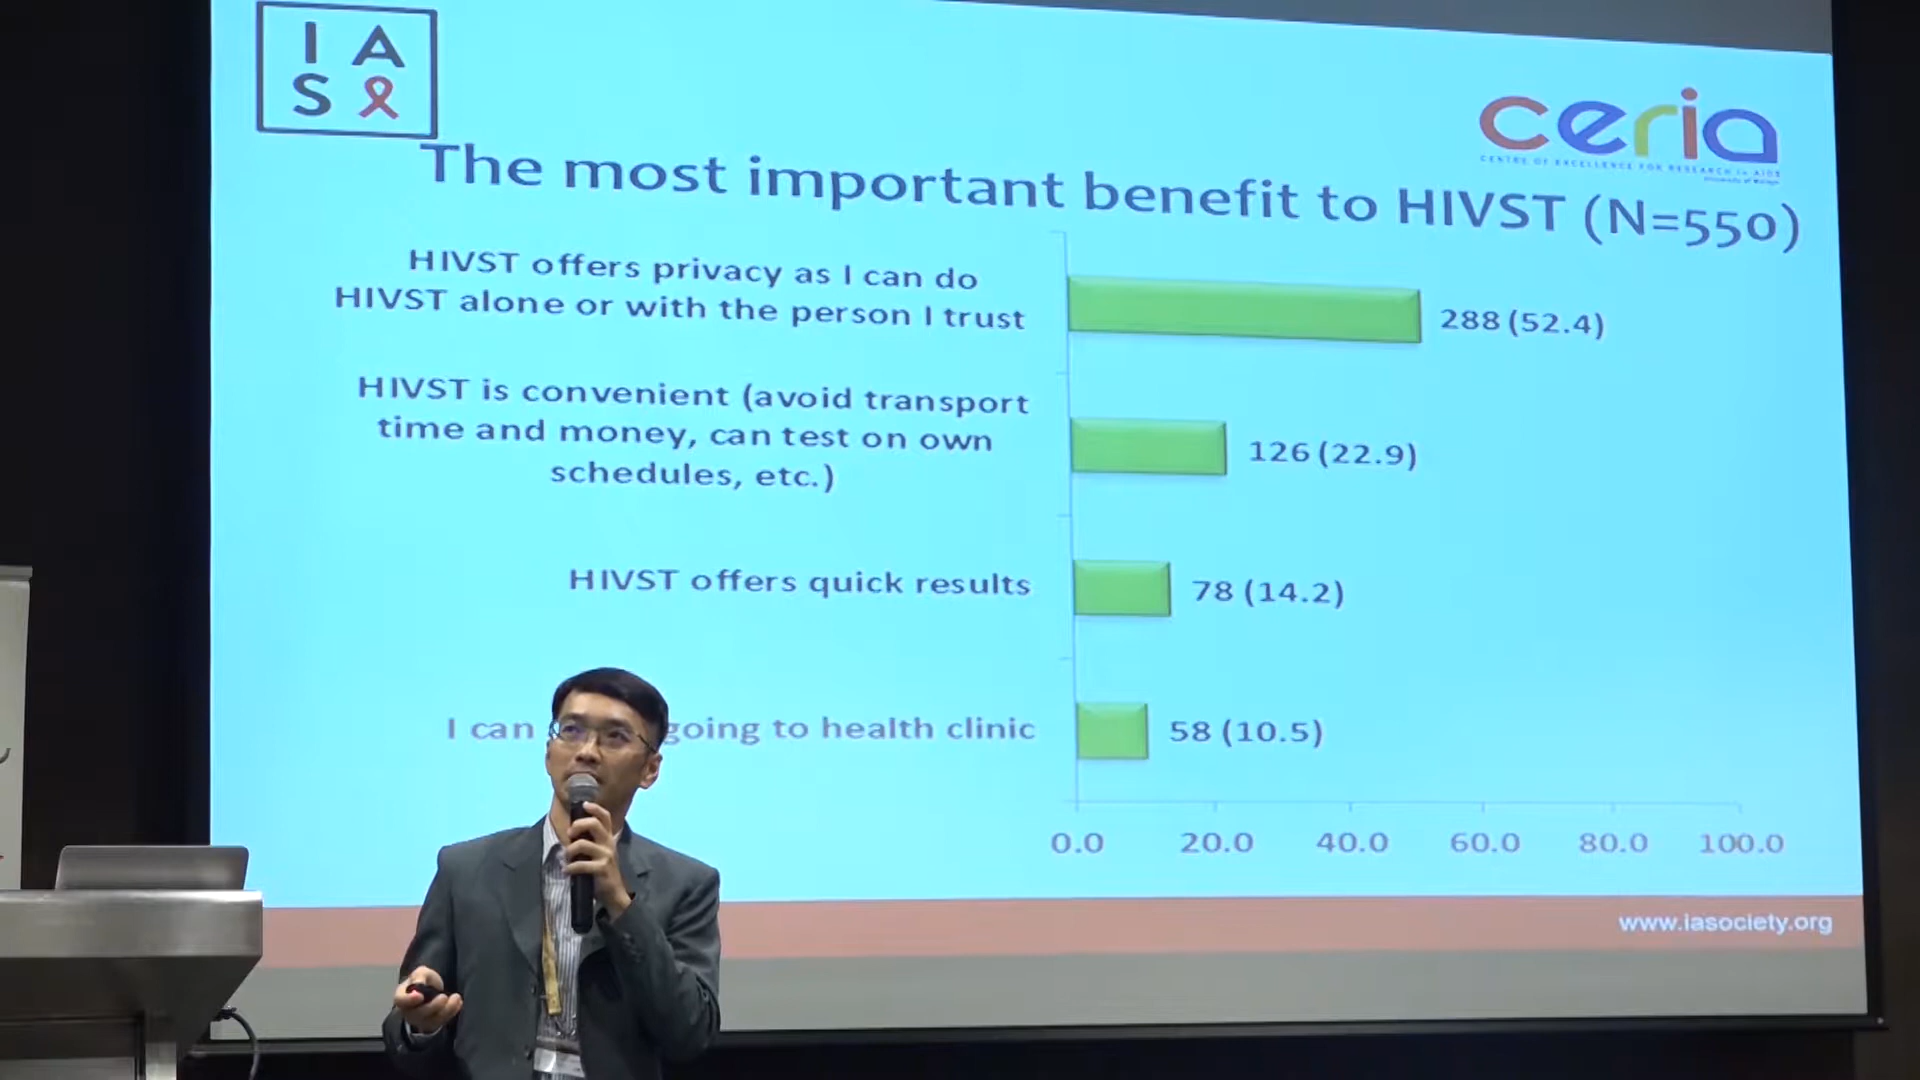 I A
S
ceria
CENTRE OF EXCELLENCE FOR RESEARCH IN AIDS
University of Malaya
The most important benefit to HIVST (N=550)
HIVST offers privacy as I can do
HIVST alone or with the person I trust
288 (52.4)
HIVST is convenient (avoid transport
time and money, can test on own
schedules, etc.)
126 (22.9)
HIVST offers quick results
78 (14.2)
I can going to health clinic
58 (10.5)
0.0 20.0 40.0 60.0 80.0 100.0
www.iasociety.org